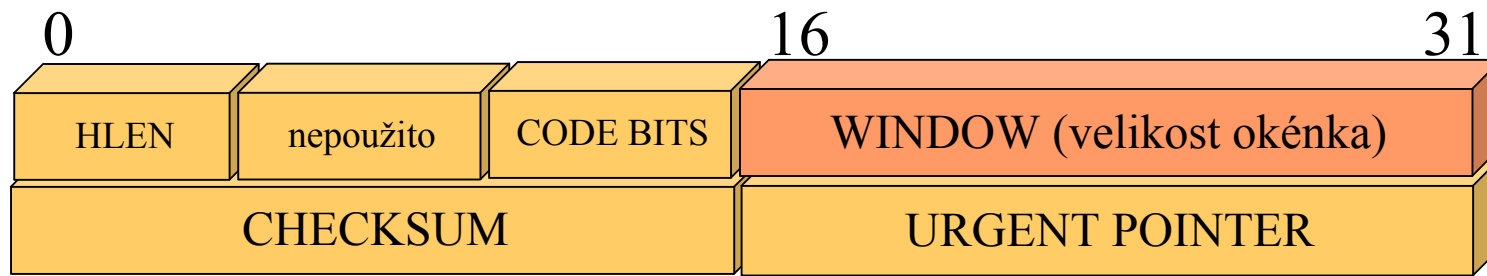 0 16 31
HLEN nepoužito CODE BITS WINDOW (velikost okénka)
CHECKSUM URGENT POINTER